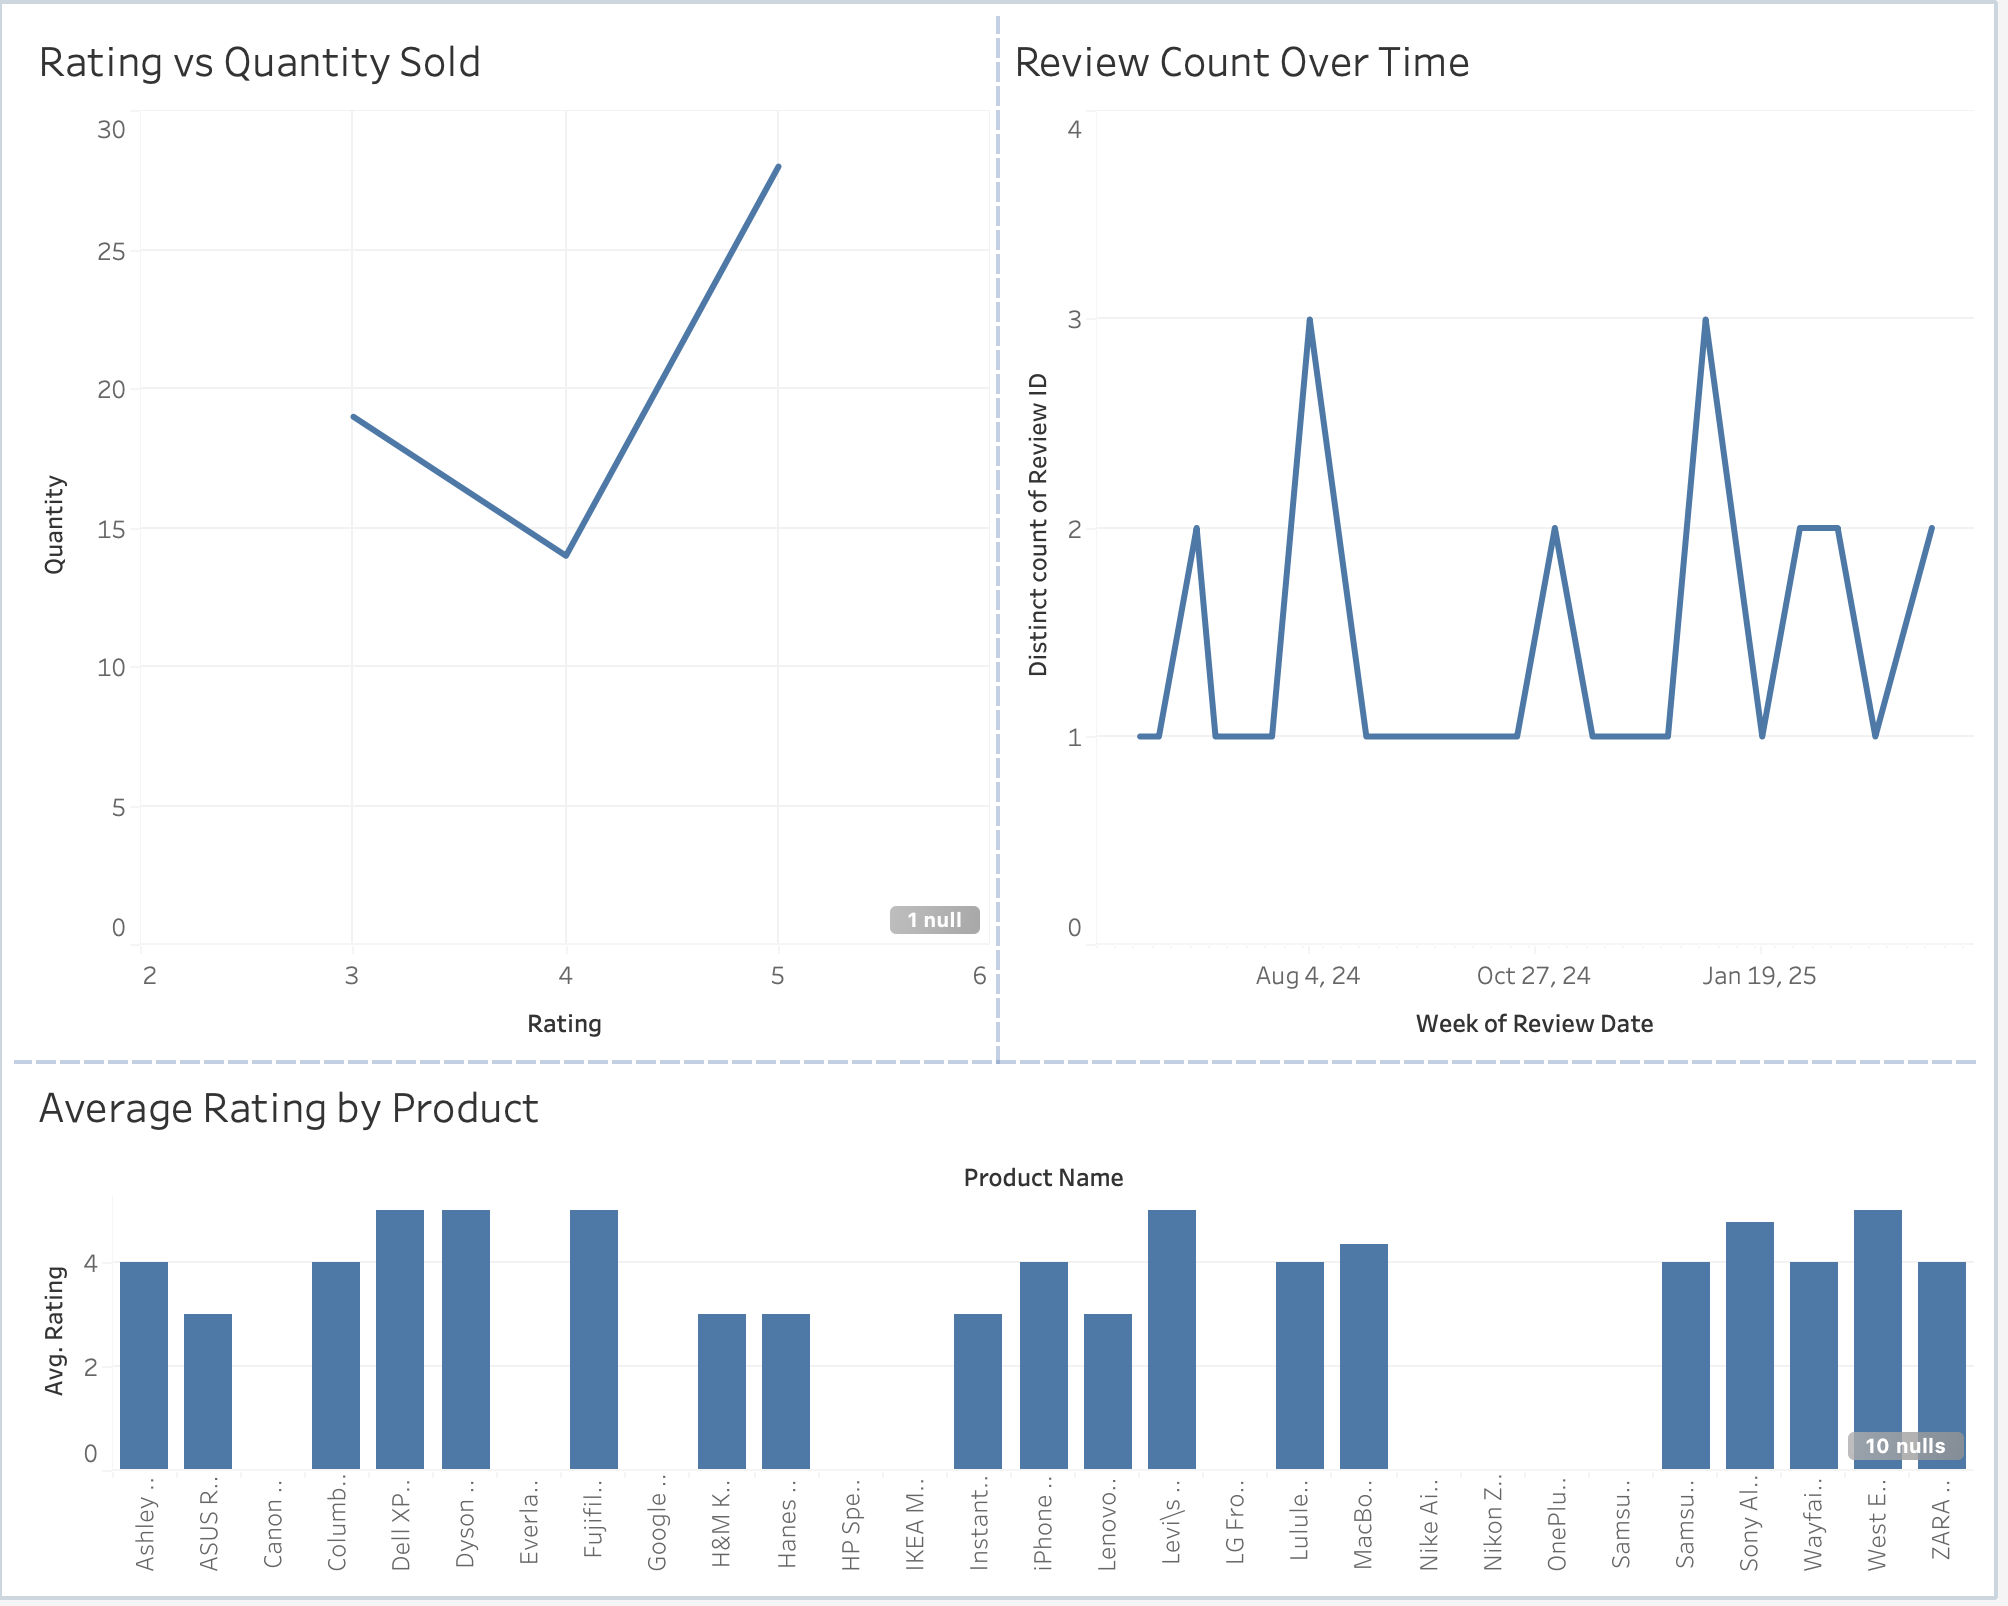 Rating vs Quantity Sold
30
25
20
15
10
5
0
Quantity
1 null
2 3 4 5 6
Rating
Review Count Over Time
4
3
2
1
0
Distinct count of Review ID
Aug 4, 24 Oct 27, 24 Jan 19, 25
Week of Review Date
Average Rating by Product
Product Name
4
2
0
Avg. Rating
10 nulls
Ashley ..
ASUS R..
Canon ..
Columb..
Dell XP..
Dyson ..
Everla..
Fujifil..
Google ..
H&M K..
Hanes ..
HP Spe..
IKEA M..
Instant..
iPhone ..
Lenovo..
Levi\s ..
LG Fro..
Lulule..
MacBo..
Nike Ai..
Nikon Z..
OnePlu..
Samsu..
Samsu..
Sony Al..
Wayfai..
West E..
ZARA ..